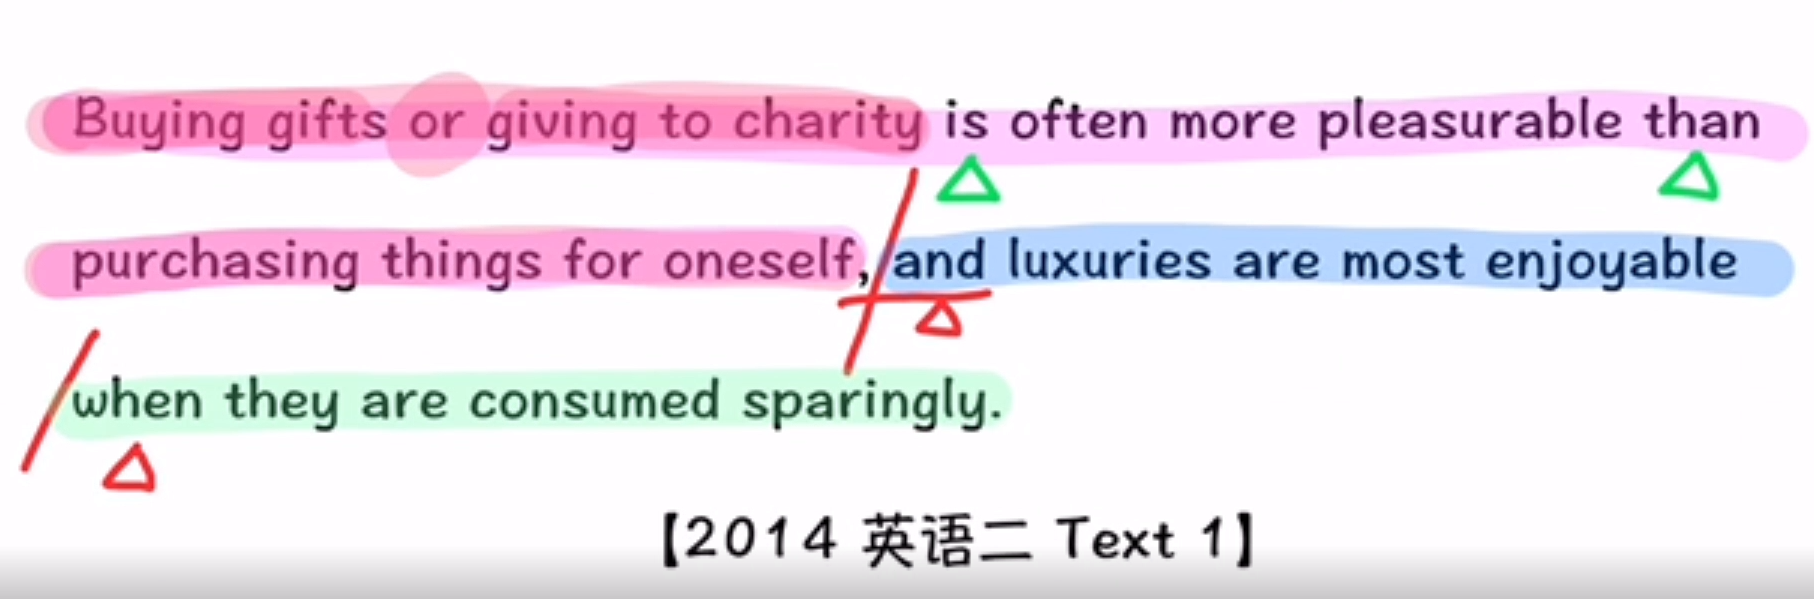 Buying gifts or giving to charity is often more pleasurable than
purchasing things for oneself, and luxuries are most enjoyable
when they are consumed sparingly.
【2014 英语二 Text 1】